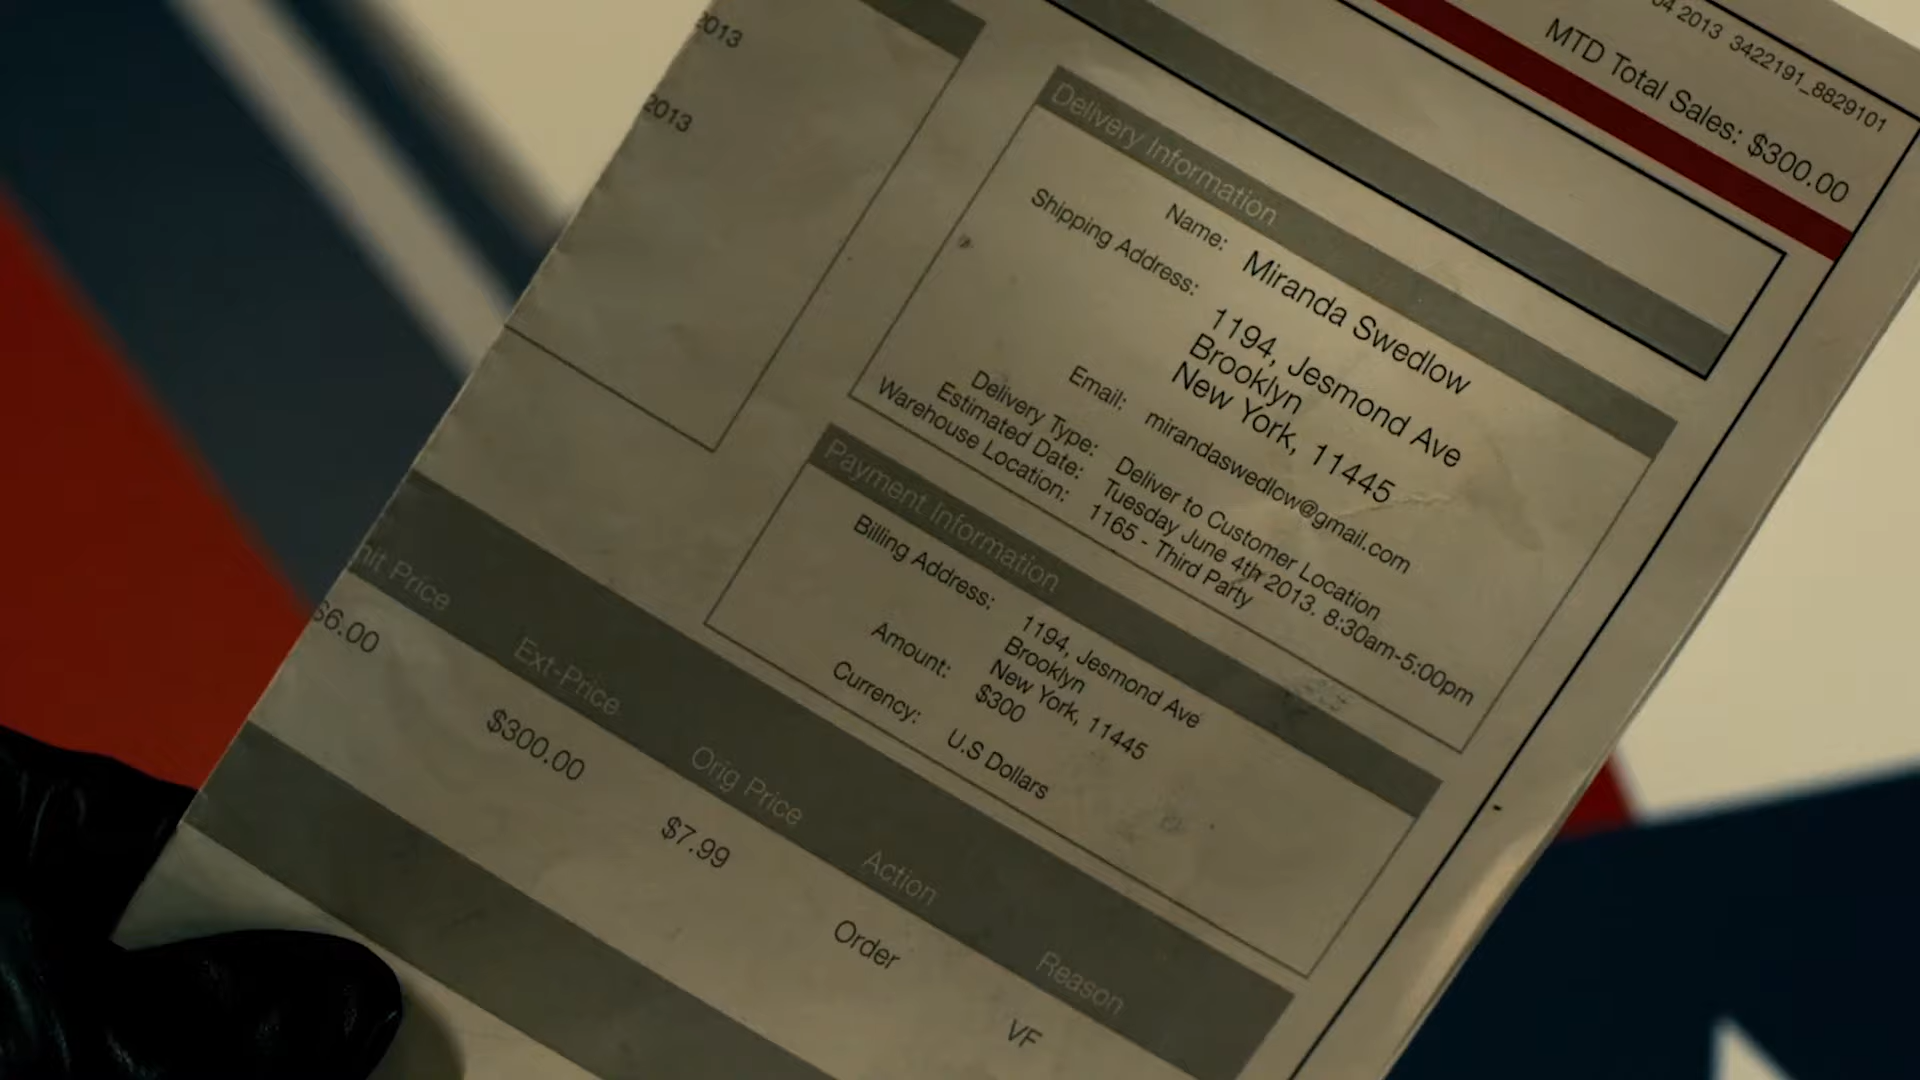 04 2013 3422191_8829101
MTD Total Sales: $300.00
2013
2013
Delivery Information
Name: Miranda Swedlow
Shipping Address: 1194, Jesmond Ave
Brooklyn
New York, 11445
Email: mirandaswedlow@gmail.com
Delivery Type: Deliver to Customer Location
Estimated Date: Tuesday June 4th 2013. 8:30am-5:00pm
Warehouse Location: 1165 - Third Party
Payment Information
Billing Address: 1194, Jesmond Ave
Brooklyn
New York, 11445
Amount: $300
Currency: U.S Dollars
Price Ext-Price Orig Price Action Reason
$6.00 $300.00 $7.99 Order VF